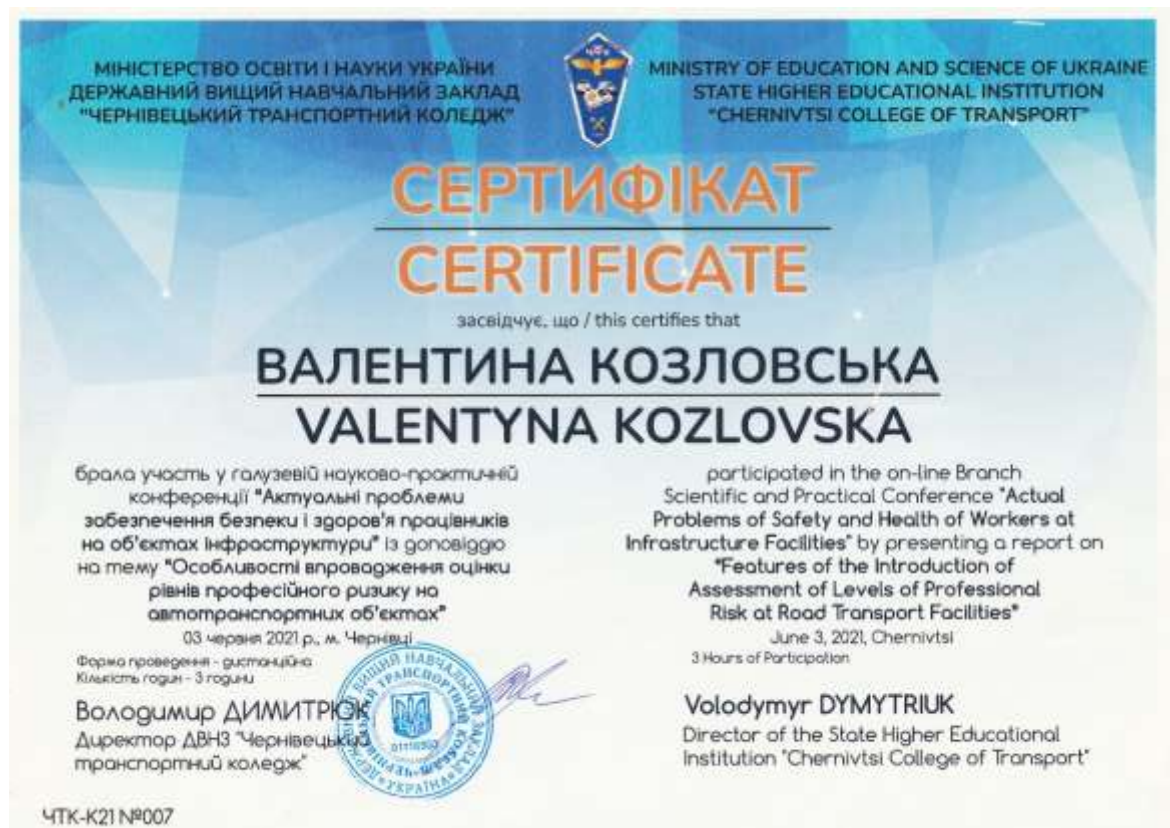 МІНІСТЕРСТВО ОСВІТИ І НАУКИ УКРАЇНИ
ДЕРЖАВНИЙ ВИЩИЙ НАВЧАЛЬНИЙ ЗАКЛАД
"ЧЕРНІВЕЦЬКИЙ ТРАНСПОРТНИЙ КОЛЕДЖ"
MINISTRY OF EDUCATION AND SCIENCE OF UKRAINE
STATE HIGHER EDUCATIONAL INSTITUTION
"CHERNIVTSI COLLEGE OF TRANSPORT"
СЕРТИФІКАТ
CERTIFICATE
засвідчує, що / this certifies that
ВАЛЕНТИНА КОЗЛОВСЬКА
VALENTYNA KOZLOVSKA
брала участь у галузевій науково-практичній
конференції "Актуальні проблеми
забезпечення безпеки і здоров'я працівників
на об'єктах інфраструктури" із доповіддю
на тему "Особливості впровадження оцінки
рівнів професійного ризику на
автотранспортних об'єктах"
03 червня 2021 р., м. Чернівці
Форма проведення - дистанційна
Кількість годин - 3 години
Володимир ДИМИТРЮК
Директор ДВНЗ "Чернівецький
транспортний коледж"
participated in the on-line Branch
Scientific and Practical Conference "Actual
Problems of Safety and Health of Workers at
Infrastructure Facilities" by presenting a report on
"Features of the Introduction of
Assessment of Levels of Professional
Risk at Road Transport Facilities"
June 3, 2021, Chernivtsi
3 Hours of Participation
Volodymyr DYMYTRIUK
Director of the State Higher Educational
Institution "Chernivtsi College of Transport"
ЧТК-К21 №007